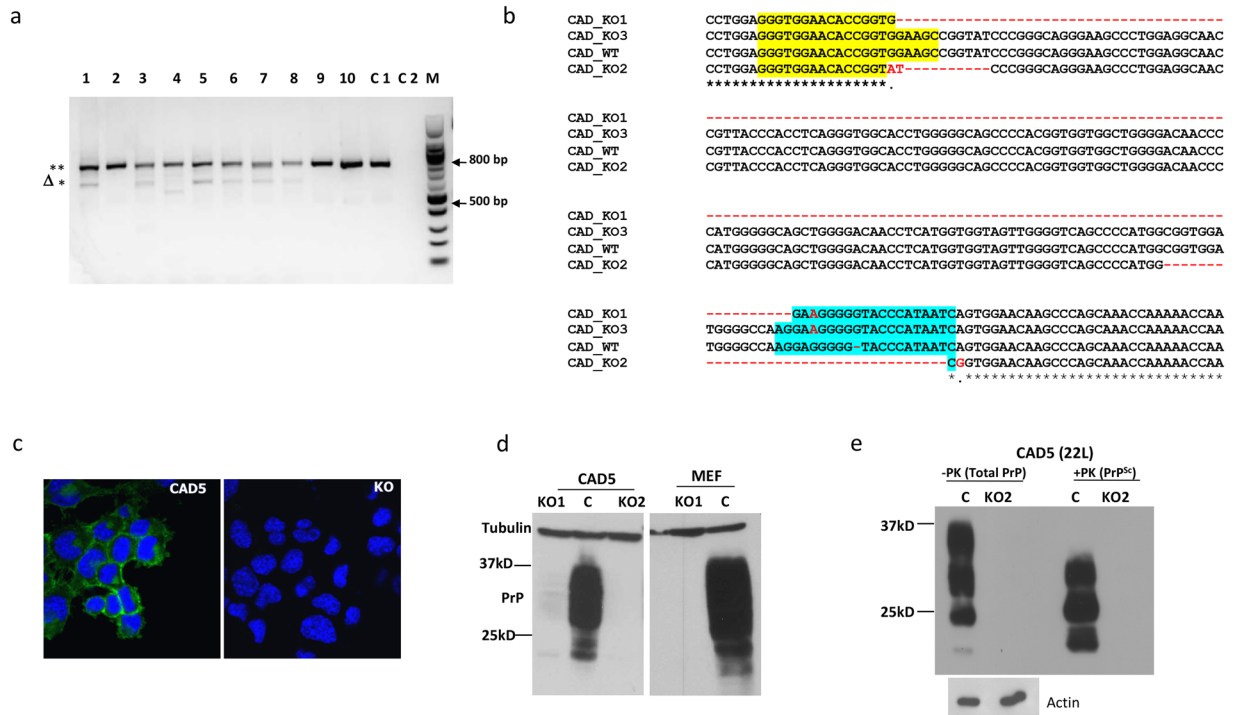 a
1 2 3 4 5 6 7 8 9 10 C 1 C 2 M
**
Δ *
800 bp
500 bp
b
CAD_KO1 CCTGGAGGGTGGAACACCGGTG--------------------------------------
CAD_KO3 CCTGGAGGGTGGAACACCGGTGGAAGCCGGTATCCCGGGCAGGGAAGCCCTGGAGGCAAC
CAD_WT CCTGGAGGGTGGAACACCGGTGGAAGCCGGTATCCCGGGCAGGGAAGCCCTGGAGGCAAC
CAD_KO2 CCTGGAGGGTGGAACACCGGTAT----------CCCGGGCAGGGAAGCCCTGGAGGCAAC
*********************.
CAD_KO1 ------------------------------------------------------------
CAD_KO3 CGTTACCCACCTCAGGGTGGCACCTGGGGGCAGCCCCACGGTGGTGGCTGGGGACAACCC
CAD_WT CGTTACCCACCTCAGGGTGGCACCTGGGGGCAGCCCCACGGTGGTGGCTGGGGACAACCC
CAD_KO2 CGTTACCCACCTCAGGGTGGCACCTGGGGGCAGCCCCACGGTGGTGGCTGGGGACAACCC
CAD_KO1 ------------------------------------------------------------
CAD_KO3 CATGGGGGCAGCTGGGGACAACCTCATGGTGGTAGTTGGGGTCAGCCCCATGGCGGTGGA
CAD_WT CATGGGGGCAGCTGGGGACAACCTCATGGTGGTAGTTGGGGTCAGCCCCATGGCGGTGGA
CAD_KO2 CATGGGGGCAGCTGGGGACAACCTCATGGTGGTAGTTGGGGTCAGCCCCATGG-------
CAD_KO1 ----------GAAGGGGGTACCCATAATCAGTGGAACAAGCCCAGCAAACCAAAAACCAA
CAD_KO3 TGGGGCCAAGGAAGGGGGTACCCATAATCAGTGGAACAAGCCCAGCAAACCAAAAACCAA
CAD_WT TGGGGCCAAGGAGGGGG-TACCCATAATCAGTGGAACAAGCCCAGCAAACCAAAAACCAA
CAD_KO2 ----------------------------CGGTGGAACAAGCCCAGCAAACCAAAAACCAA
*.******************************
c
CAD5
KO
d
CAD5 MEF
KO1 C KO2 KO1 C
Tubulin
37kD
PrP
25kD
e
CAD5 (22L)
-PK (Total PrP) +PK (PrPSc)
C KO2 C KO2
37kD
25kD
Actin